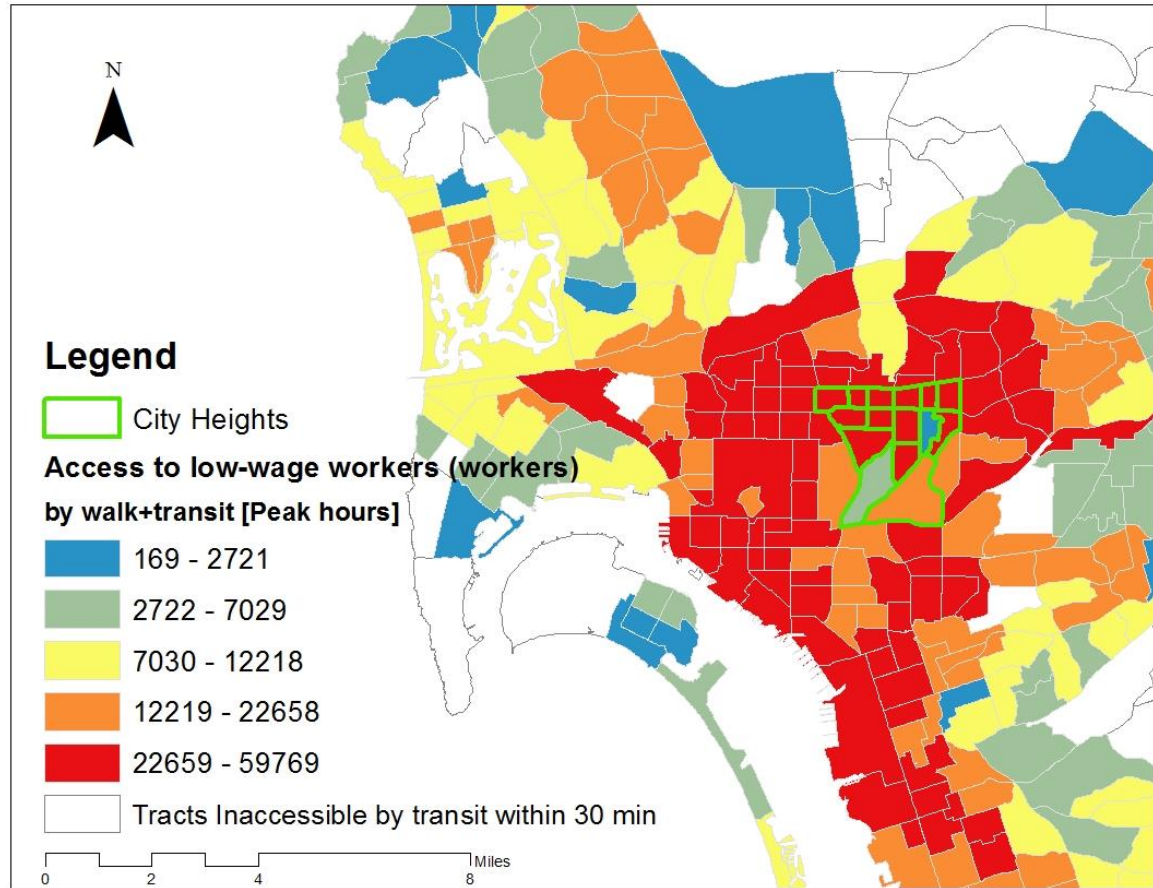 N
Legend
City Heights
Access to low-wage workers (workers)
by walk+transit [Peak hours]
169 - 2721
2722 - 7029
7030 - 12218
12219 - 22658
22659 - 59769
Tracts Inaccessible by transit within 30 min
Miles
0 2 4 8